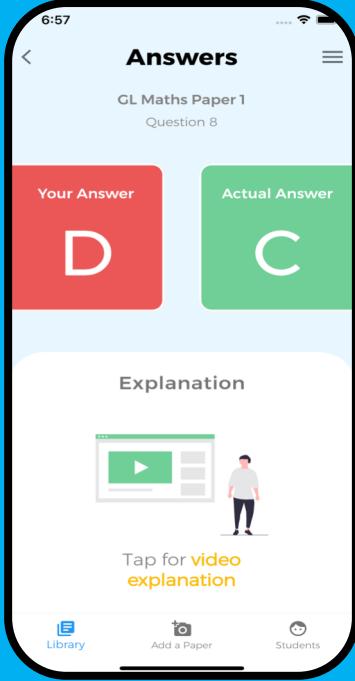 6:57
Answers
GL Maths Paper 1
Question 8
Your Answer
Actual Answer
D
C
Explanation
Tap for video
explanation
Library
Add a Paper
Students